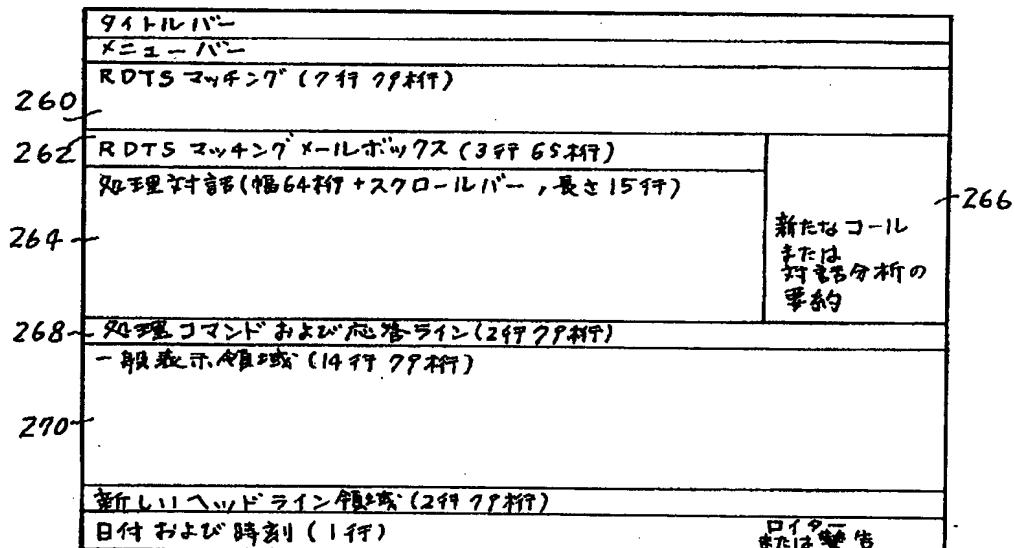 タイトルバー
メニューバー
RDTS マッチング (7行 79桁)
260
262
RDTS マッチングメールボックス (3行 65桁)
処理対話(幅64桁+スクロールバー,長さ15行)
266
264
新たなコール
または
対話分析の
要約
268
処理コマンドおよび応答ライン(2行79桁)
一般表示領域 (14行 79桁)
270
新しいヘッドライン領域 (2行 79桁)
日付および時刻 (1行)
ロイター
または警告